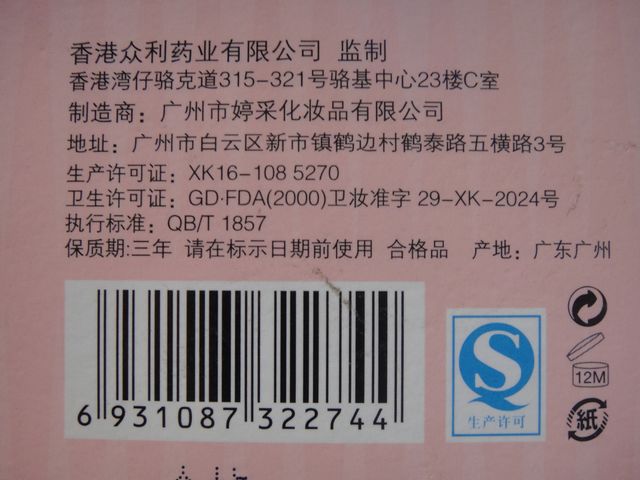 香港众利药业有限公司 监制
香港湾仔骆克道315-321号骆基中心23楼C室
制造商：广州市婷采化妆品有限公司
地址：广州市白云区新市镇鹤边村鹤泰路五横路3号
生产许可证：XK16-108 5270
卫生许可证：GD·FDA(2000)卫妆准字 29-XK-2024号
执行标准：QB/T 1857
保质期:三年 请在标示日期前使用 合格品 产地：广东广州
6 931087 322744
生产许可
12M
紙